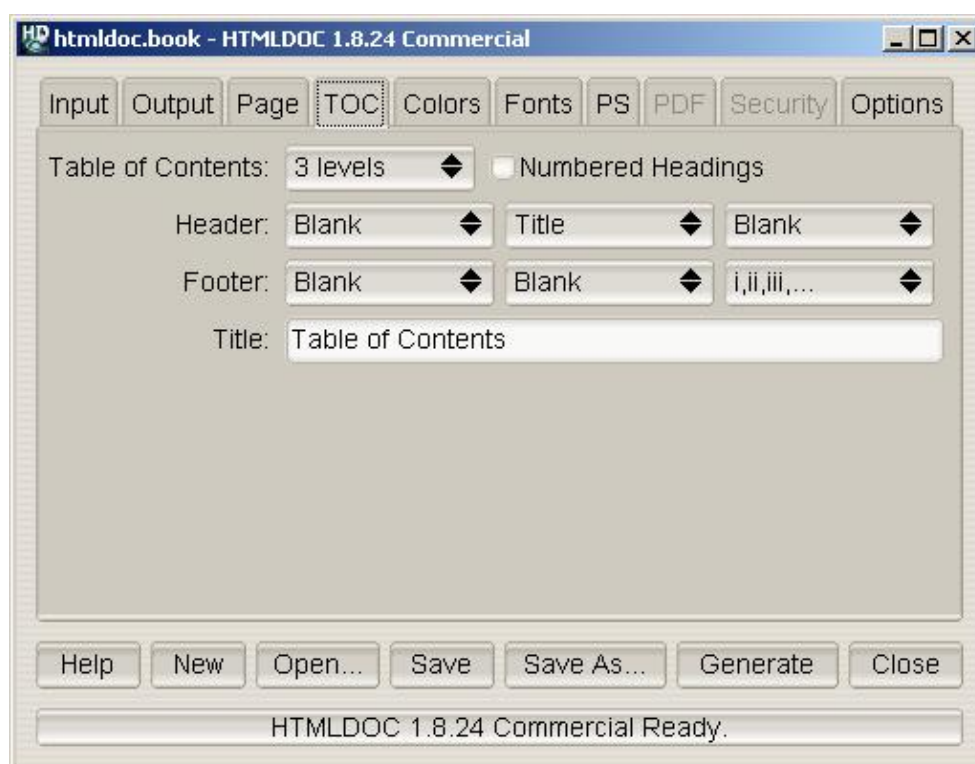 HD htmldoc.book - HTMLDOC 1.8.24 Commercial
Input Output Page TOC Colors Fonts PS PDF Security Options
Table of Contents: 3 levels Numbered Headings
Header: Blank Title Blank
Footer: Blank Blank i,ii,iii,...
Title: Table of Contents
Help New Open... Save Save As... Generate Close
HTMLDOC 1.8.24 Commercial Ready.